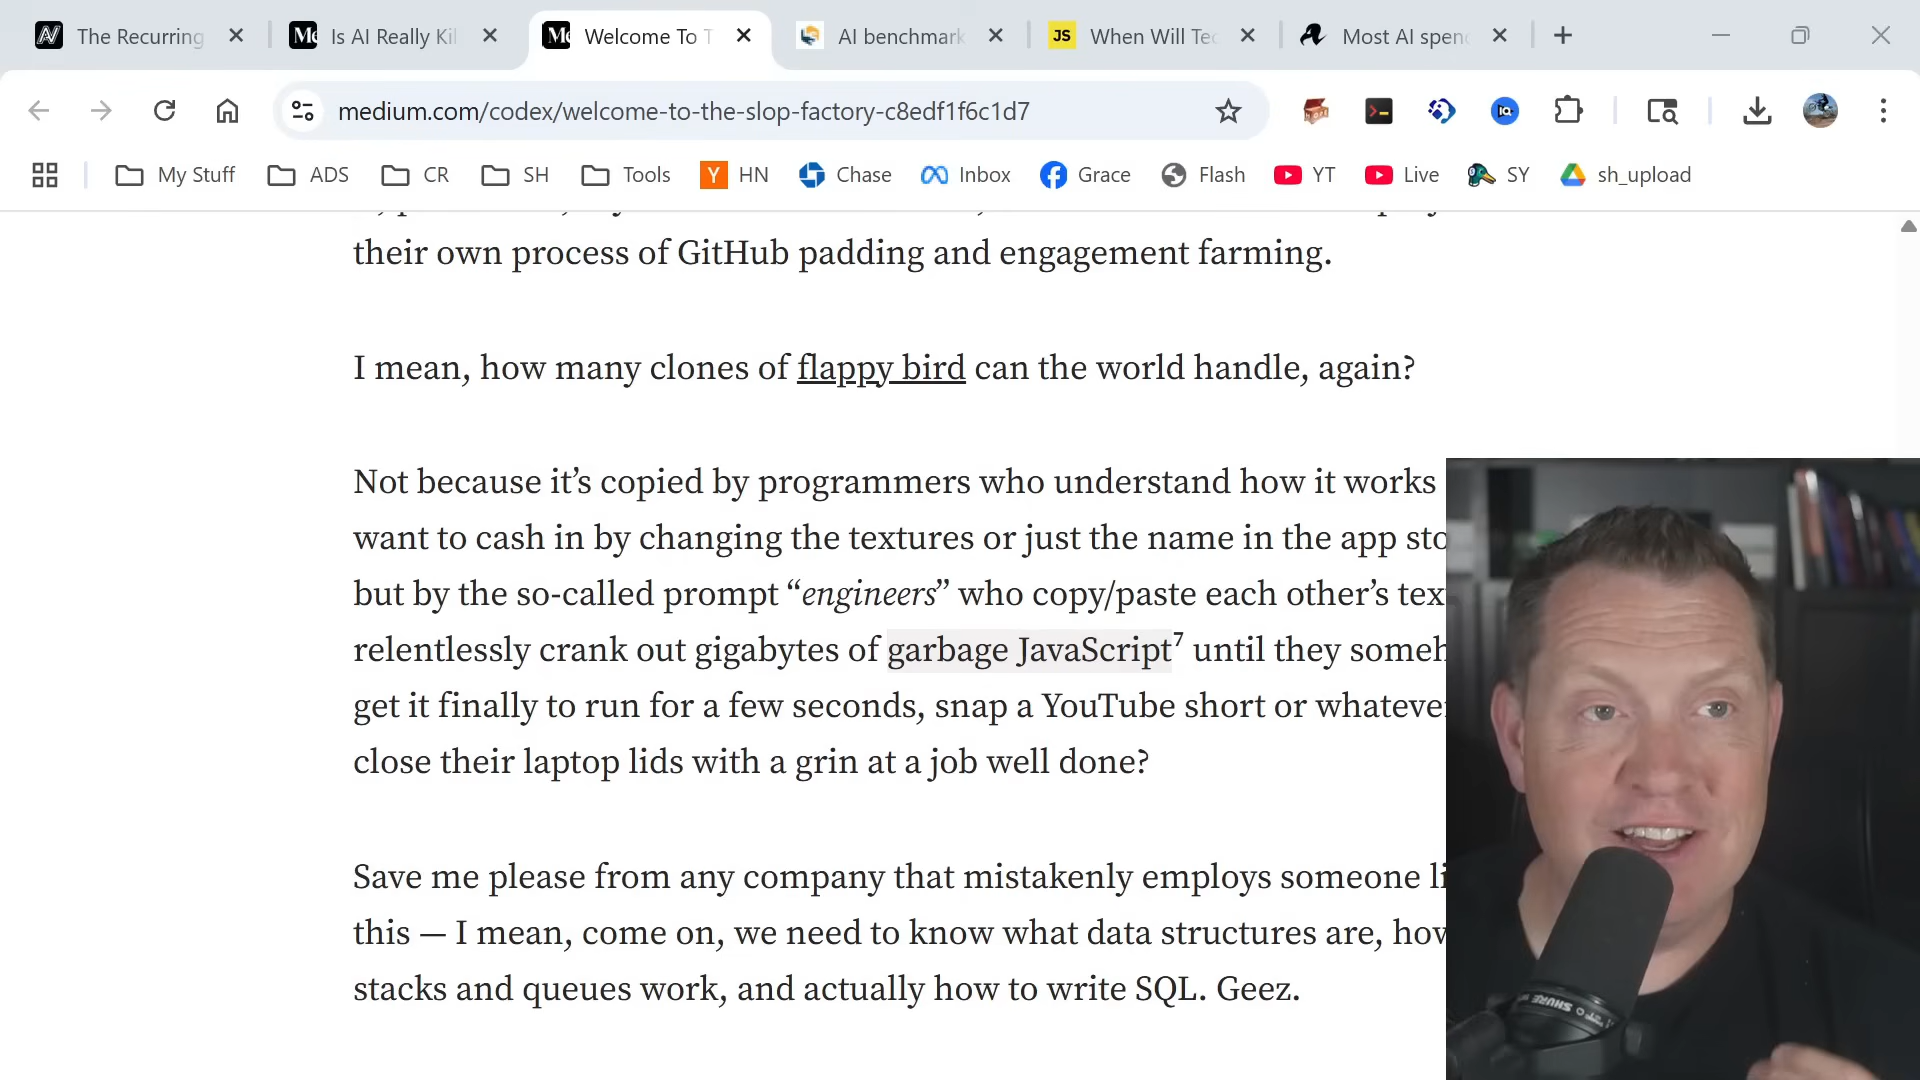 The Recurring
Is AI Really Kil
Welcome To T
AI benchmark
JS
When Will Tec
Most AI spen
medium.com/codex/welcome-to-the-slop-factory-c8edf1f6c1d7
My Stuff
ADS
CR
SH
Tools
Y HN
Chase
Inbox
Grace
Flash
YT
Live
SY
sh_upload
their own process of GitHub padding and engagement farming.
I mean, how many clones of flappy bird can the world handle, again?
Not because it’s copied by programmers who understand how it works
want to cash in by changing the textures or just the name in the app sto
but by the so-called prompt “engineers” who copy/paste each other’s tex
relentlessly crank out gigabytes of garbage JavaScript⁷ until they someh
get it finally to run for a few seconds, snap a YouTube short or whatever
close their laptop lids with a grin at a job well done?
Save me please from any company that mistakenly employs someone li
this — I mean, come on, we need to know what data structures are, how
stacks and queues work, and actually how to write SQL. Geez.
SHURE